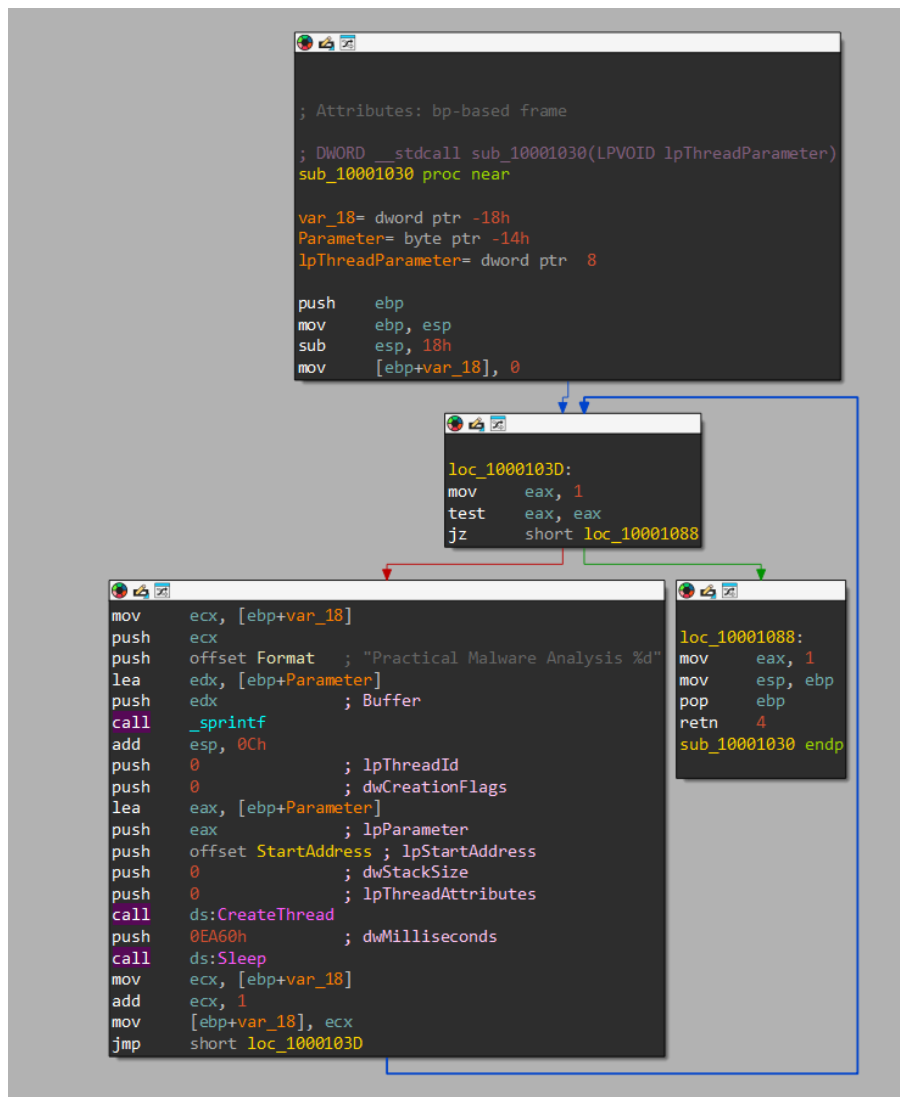 ; Attributes: bp-based frame
; DWORD __stdcall sub_10001030(LPVOID lpThreadParameter)
sub_10001030 proc near
var_18= dword ptr -18h
Parameter= byte ptr -14h
lpThreadParameter= dword ptr  8
push    ebp
mov     ebp, esp
sub     esp, 18h
mov     [ebp+var_18], 0
loc_1000103D:
mov     eax, 1
test    eax, eax
jz      short loc_10001088
mov     ecx, [ebp+var_18]
push    ecx
push    offset Format   ; "Practical Malware Analysis %d"
lea     edx, [ebp+Parameter]
push    edx             ; Buffer
call    _sprintf
add     esp, 0Ch
push    0               ; lpThreadId
push    0               ; dwCreationFlags
lea     eax, [ebp+Parameter]
push    eax             ; lpParameter
push    offset StartAddress ; lpStartAddress
push    0               ; dwStackSize
push    0               ; lpThreadAttributes
call    ds:CreateThread
push    0EA60h          ; dwMilliseconds
call    ds:Sleep
mov     ecx, [ebp+var_18]
add     ecx, 1
mov     [ebp+var_18], ecx
jmp     short loc_1000103D
loc_10001088:
mov     eax, 1
mov     esp, ebp
pop     ebp
retn    4
sub_10001030 endp